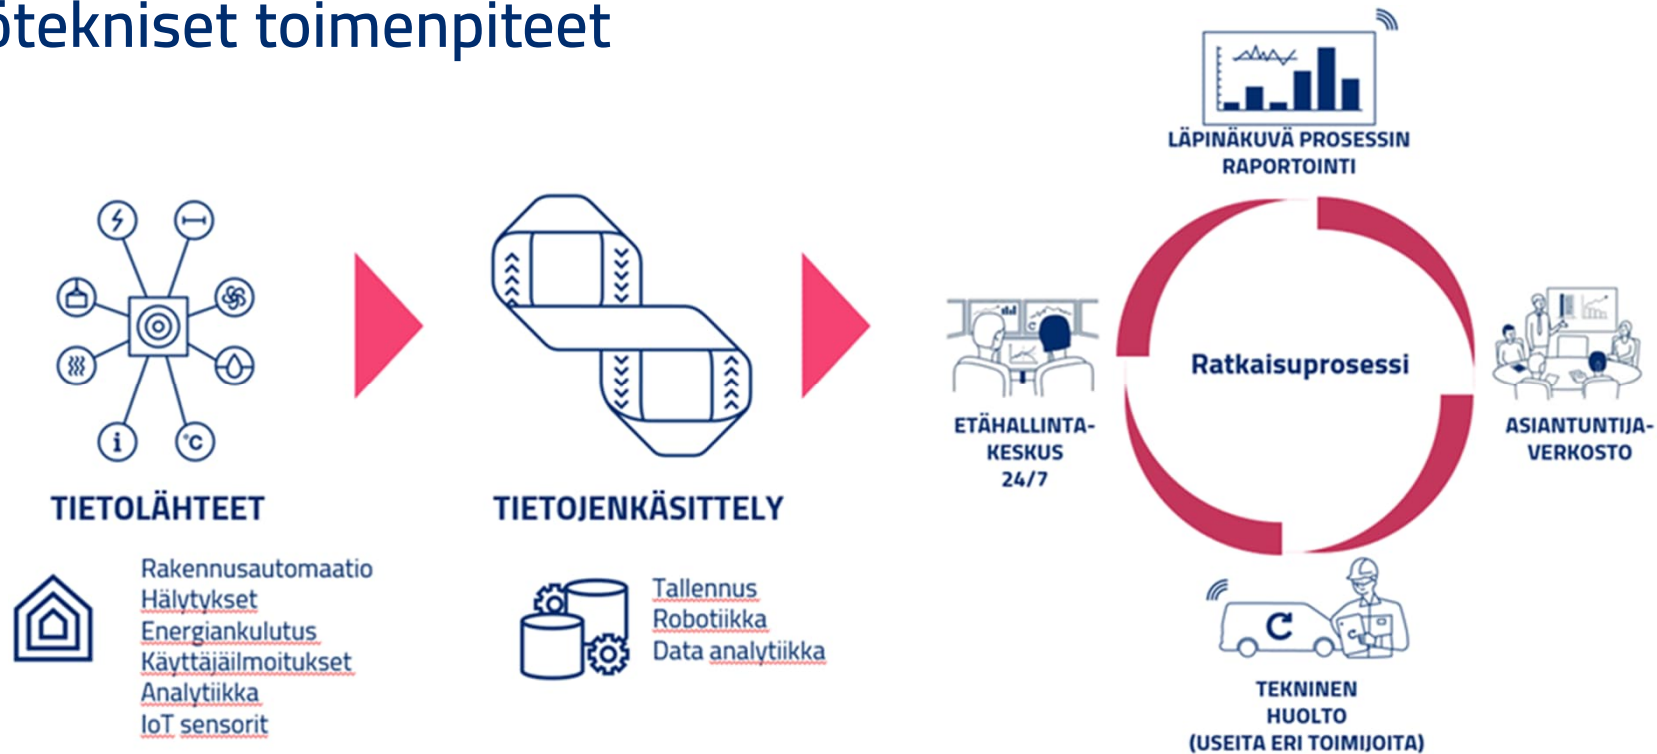 ötekniset toimenpiteet
LÄPINÄKUVÄ PROSESSIN
RAPORTOINTI
°C
TIETOLÄHTEET
Rakennusautomaatio
Hälytykset
Energiankulutus
Käyttäjäilmoitukset
Analytiikka
IoT sensorit
TIETOJENKÄSITTELY
Tallennus
Robotiikka
Data analytiikka
Ratkaisuprosessi
ETÄHALLINTA-
KESKUS
24/7
ASIANTUNTIJA-
VERKOSTO
TEKNINEN
HUOLTO
(USEITA ERI TOIMIJOITA)